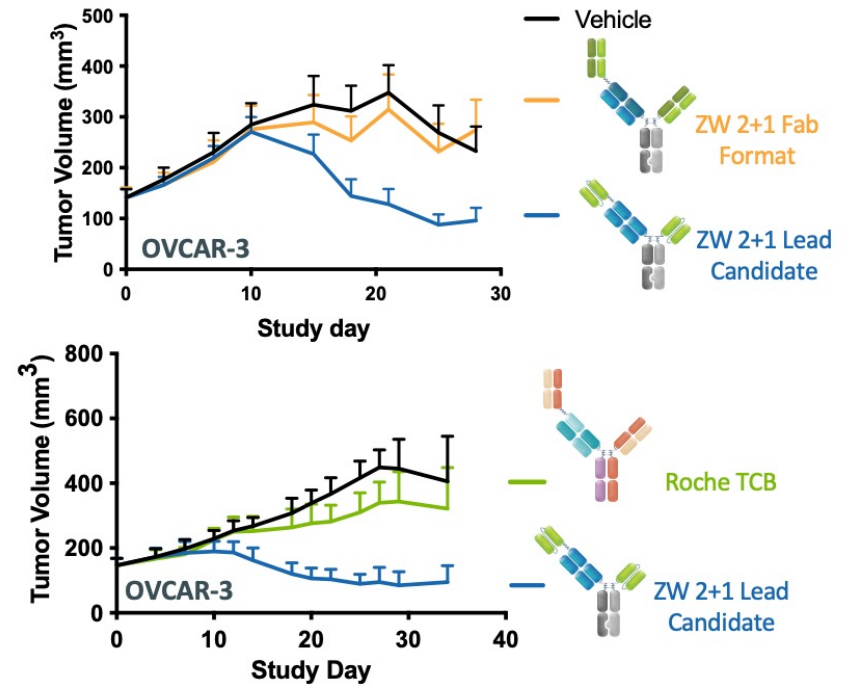 500
400
300
200
100
0
Tumor Volume (mm³)
OVCAR-3
0
10
20
30
Study day
Vehicle
ZW 2+1 Fab
Format
ZW 2+1 Lead
Candidate
800
600
400
200
0
Tumor Volume (mm³)
OVCAR-3
0
10
20
30
40
Study Day
Roche TCB
ZW 2+1 Lead
Candidate